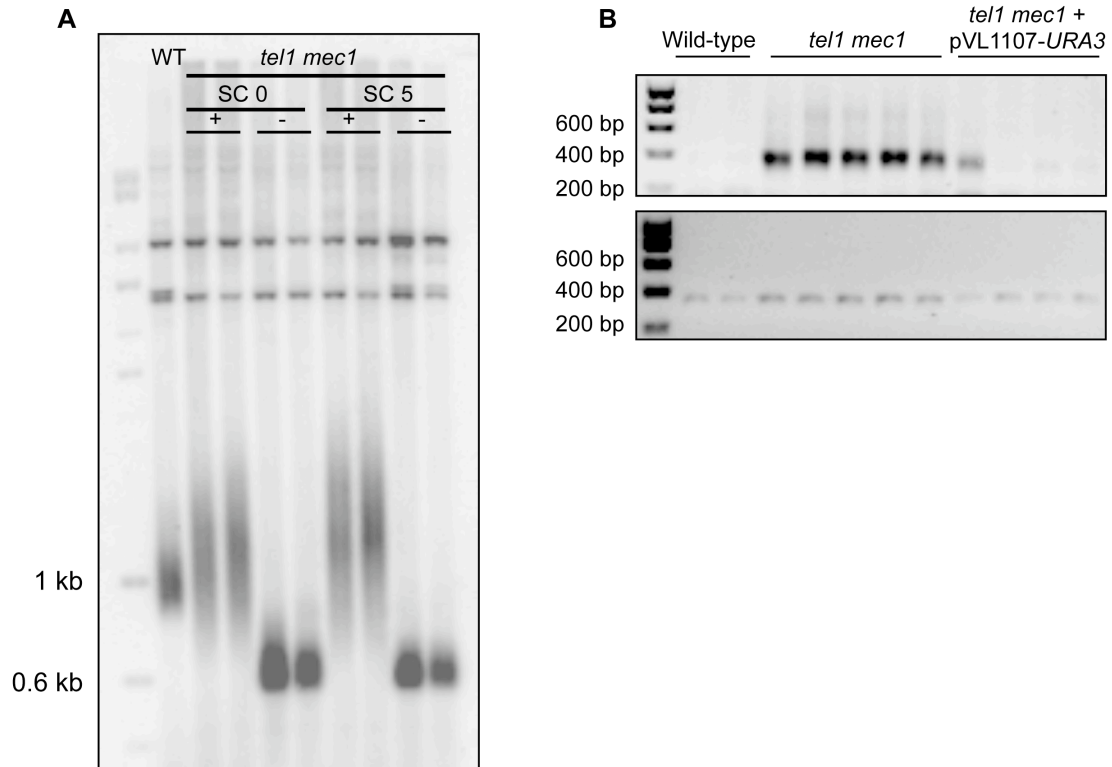 A
WT
tel1 mec1
SC 0
SC 5
+
-
+
-
1 kb
0.6 kb
B
Wild-type
tel1 mec1
tel1 mec1 +
pVL1107-URA3
600 bp
400 bp
200 bp
600 bp
400 bp
200 bp